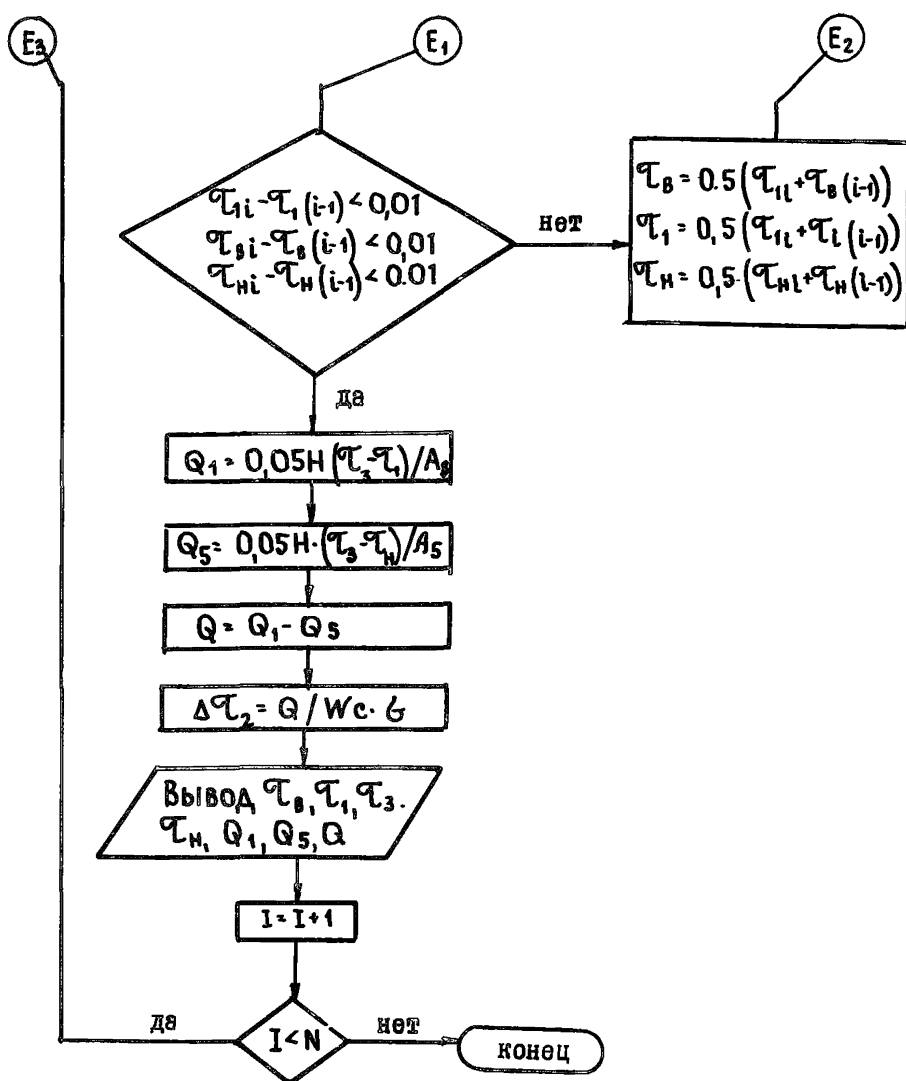 E3
E1
E2
τ1i-τ1(i-1)<0,01
τвi-τв(i-1)<0,01
τнi-τн(i-1)<0.01
нет
τв=0.5(τ1i+τв(i-1))
τ1=0,5(τ1i+τi(i-1))
τн=0,5·(τнi+τн(i-1))
да
Q1=0,05H(τ3-τ1)/A8
Q5=0,05H·(τ3-τн)/A5
Q=Q1-Q5
Δτ2=Q/Wc·G
Вывод τв,τ1,τ3.
τн, Q1,Q5,Q
I=I+1
да
I<N
нет
конец